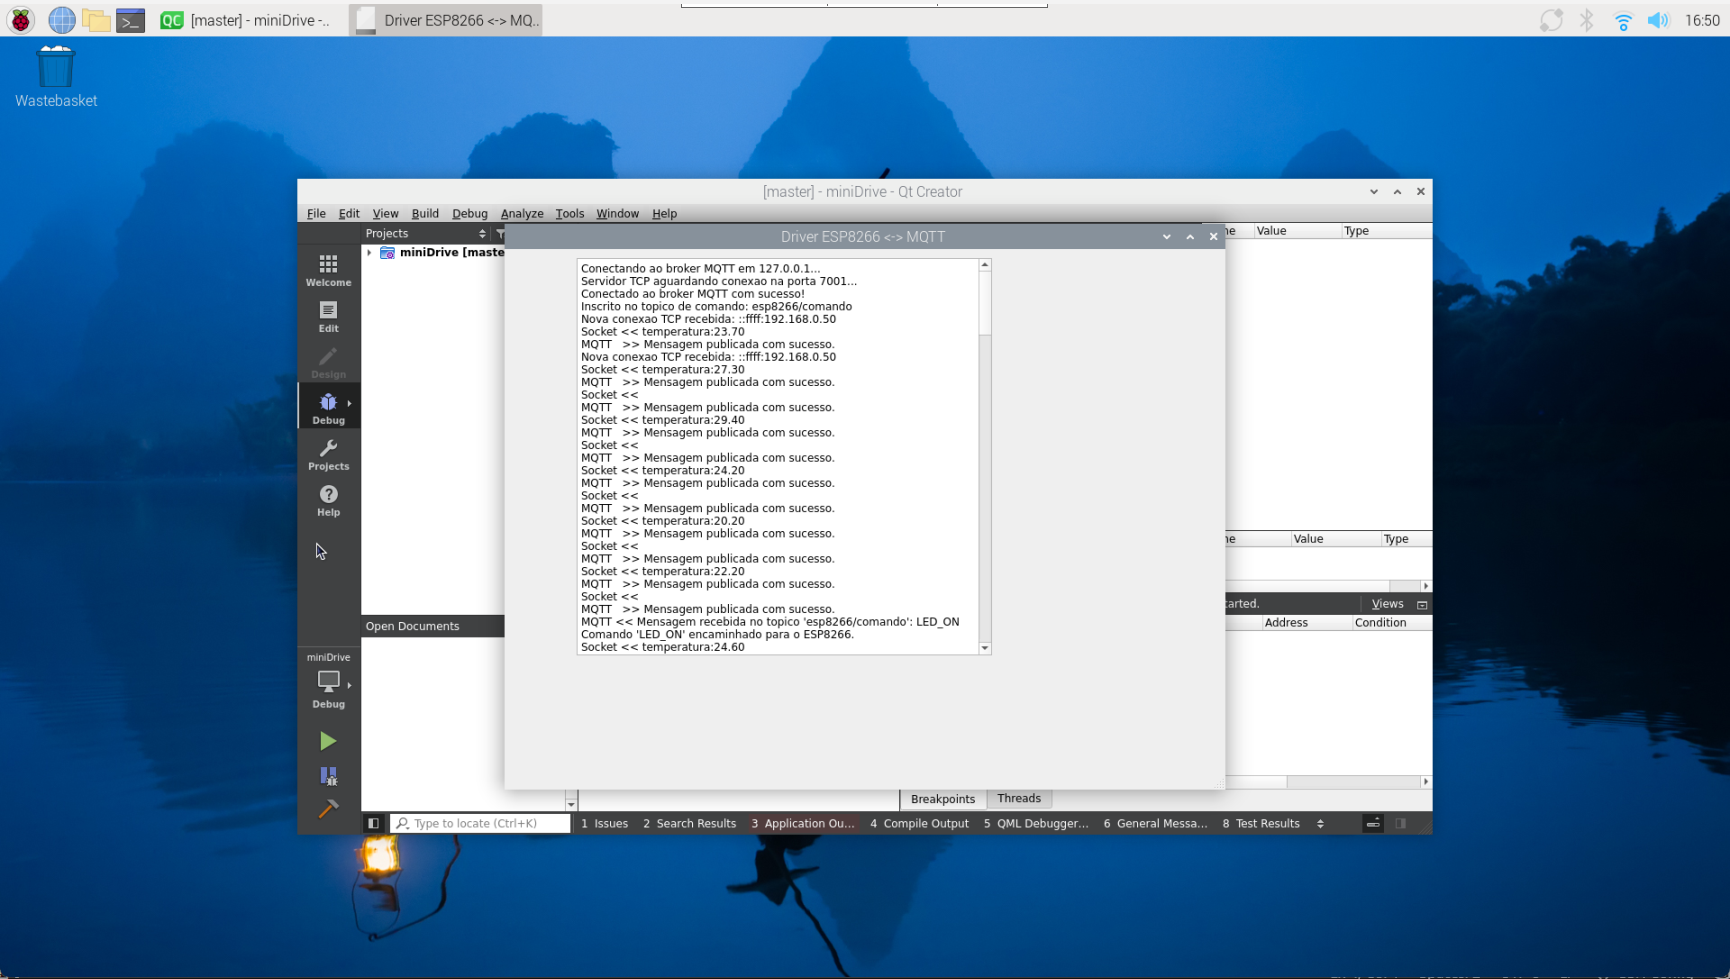 [master] - miniDrive -..
Driver ESP8266 <-> MQ..
16:50
Wastebasket
[master] - miniDrive - Qt Creator
File Edit View Build Debug Analyze Tools Window Help
Projects
Value Type
Driver ESP8266 <-> MQTT
miniDrive [maste
Welcome
Edit
Design
Debug
Projects
Help
Conectando ao broker MQTT em 127.0.0.1...
Servidor TCP aguardando conexao na porta 7001...
Conectado ao broker MQTT com sucesso!
Inscrito no topico de comando: esp8266/comando
Nova conexao TCP recebida: ::ffff:192.168.0.50
Socket << temperatura:23.70
MQTT   >> Mensagem publicada com sucesso.
Nova conexao TCP recebida: ::ffff:192.168.0.50
Socket << temperatura:27.30
MQTT   >> Mensagem publicada com sucesso.
Socket <<
MQTT   >> Mensagem publicada com sucesso.
Socket << temperatura:29.40
MQTT   >> Mensagem publicada com sucesso.
Socket <<
MQTT   >> Mensagem publicada com sucesso.
Socket << temperatura:24.20
MQTT   >> Mensagem publicada com sucesso.
Socket <<
MQTT   >> Mensagem publicada com sucesso.
Socket << temperatura:20.20
MQTT   >> Mensagem publicada com sucesso.
Socket <<
MQTT   >> Mensagem publicada com sucesso.
Socket << temperatura:22.20
MQTT   >> Mensagem publicada com sucesso.
Socket <<
MQTT   >> Mensagem publicada com sucesso.
MQTT << Mensagem recebida no topico 'esp8266/comando': LED_ON
Comando 'LED_ON' encaminhado para o ESP8266.
Socket << temperatura:24.60
ne Value Type
tarted. Views
Address Condition
Open Documents
miniDrive
Debug
Breakpoints Threads
Type to locate (Ctrl+K)
1 Issues 2 Search Results 3 Application Ou... 4 Compile Output 5 QML Debugger... 6 General Messa... 8 Test Results